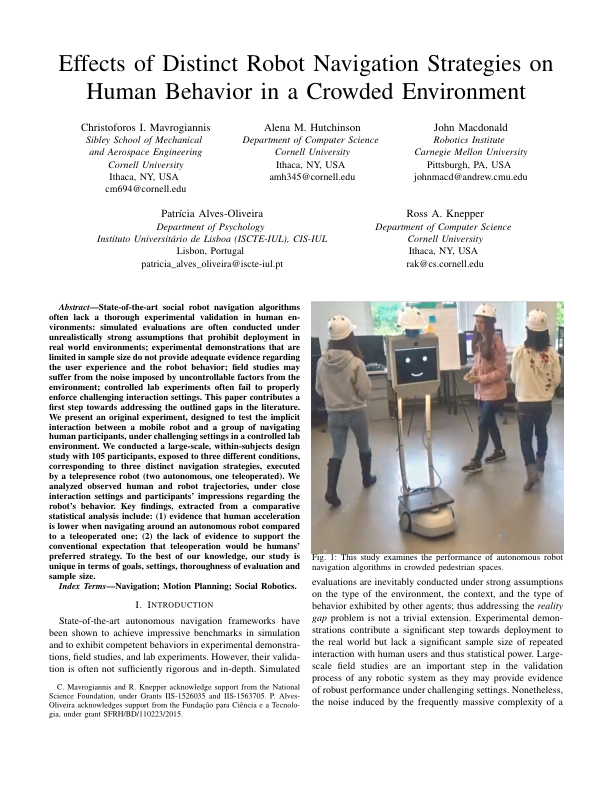 Effects of Distinct Robot Navigation Strategies on
Human Behavior in a Crowded Environment
Christoforos I. Mavrogiannis
Sibley School of Mechanical
and Aerospace Engineering
Cornell University
Ithaca, NY, USA
cm694@cornell.edu
Alena M. Hutchinson
Department of Computer Science
Cornell University
Ithaca, NY, USA
amh345@cornell.edu
John Macdonald
Robotics Institute
Carnegie Mellon University
Pittsburgh, PA, USA
johnmacd@andrew.cmu.edu
Patrícia Alves-Oliveira
Department of Psychology
Instituto Universitário de Lisboa (ISCTE-IUL), CIS-IUL
Lisbon, Portugal
patricia_alves_oliveira@iscte-iul.pt
Ross A. Knepper
Department of Computer Science
Cornell University
Ithaca, NY, USA
rak@cs.cornell.edu
Abstract—State-of-the-art social robot navigation algorithms
often lack a thorough experimental validation in human en-
vironments: simulated evaluations are often conducted under
unrealistically strong assumptions that prohibit deployment in
real world environments; experimental demonstrations that are
limited in sample size do not provide adequate evidence regarding
the user experience and the robot behavior; field studies may
suffer from the noise imposed by uncontrollable factors from the
environment; controlled lab experiments often fail to properly
enforce challenging interaction settings. This paper contributes a
first step towards addressing the outlined gaps in the literature.
We present an original experiment, designed to test the implicit
interaction between a mobile robot and a group of navigating
human participants, under challenging settings in a controlled lab
environment. We conducted a large-scale, within-subjects design
study with 105 participants, exposed to three different conditions,
corresponding to three distinct navigation strategies, executed
by a telepresence robot (two autonomous, one teleoperated). We
analyzed observed human and robot trajectories, under close
interaction settings and participants' impressions regarding the
robot's behavior. Key findings, extracted from a comparative
statistical analysis include: (1) evidence that human acceleration
is lower when navigating around an autonomous robot compared
to a teleoperated one; (2) the lack of evidence to support the
conventional expectation that teleoperation would be humans'
preferred strategy. To the best of our knowledge, our study is
unique in terms of goals, settings, thoroughness of evaluation and
sample size.
Index Terms—Navigation; Motion Planning; Social Robotics.
I. INTRODUCTION
State-of-the-art autonomous navigation frameworks have
been shown to achieve impressive benchmarks in simulation
and to exhibit competent behaviors in experimental demonstra-
tions, field studies, and lab experiments. However, their valida-
tion is often not sufficiently rigorous and in-depth. Simulated
C. Mavrogiannis and R. Knepper acknowledge support from the National
Science Foundation, under Grants IIS-1526035 and IIS-1563705. P. Alves-
Oliveira acknowledges support from the Fundação para Ciência e a Tecnolo-
gia, under grant SFRH/BD/110223/2015.
Fig. 1: This study examines the performance of autonomous robot
navigation algorithms in crowded pedestrian spaces.
evaluations are inevitably conducted under strong assumptions
on the type of the environment, the context, and the type of
behavior exhibited by other agents; thus addressing the reality
gap problem is not a trivial extension. Experimental demon-
strations contribute a significant step towards deployment to
the real world but lack a significant sample size of repeated
interaction with human users and thus statistical power. Large-
scale field studies are an important step in the validation
process of any robotic system as they may provide evidence
of robust performance under challenging settings. Nonetheless,
the noise induced by the frequently massive complexity of a